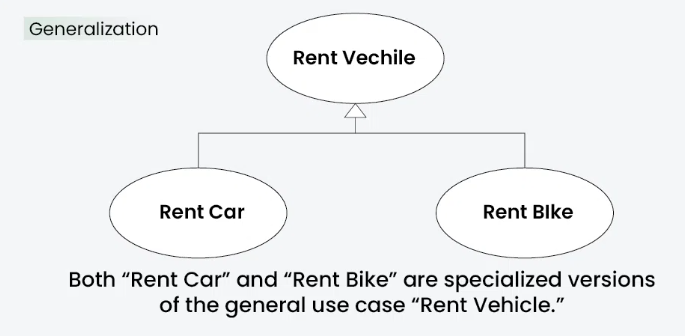 Generalization
Rent Vechile
Rent Car
Rent BIke
Both “Rent Car” and “Rent Bike” are specialized versions
of the general use case “Rent Vehicle.”